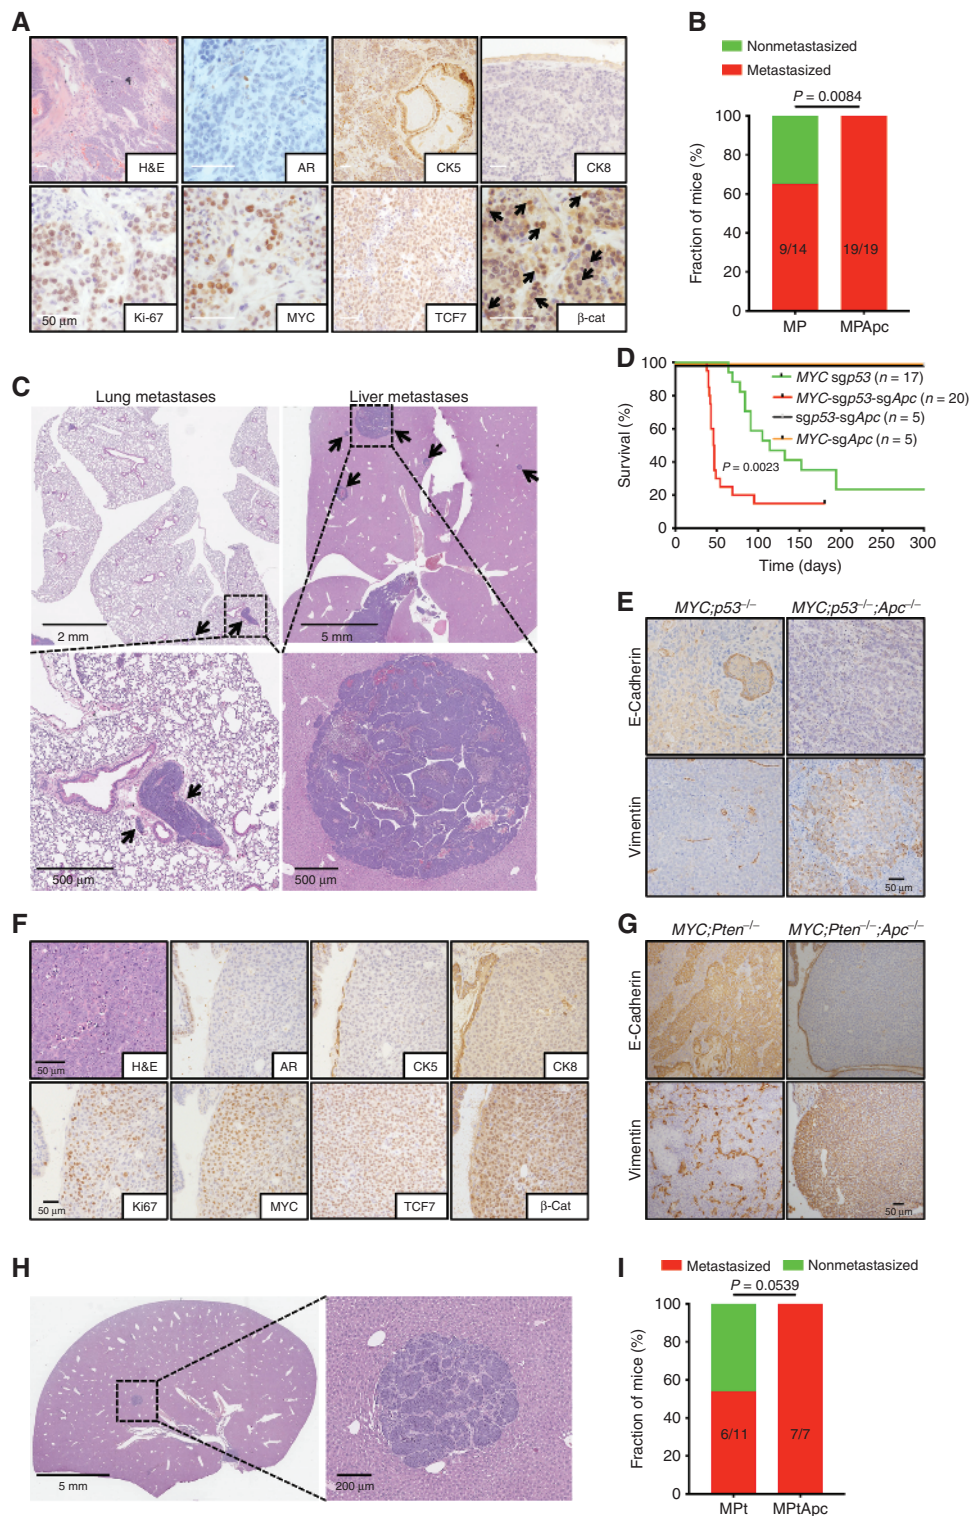 A
H&E
AR
CK5
CK8
50 μm
Ki-67
MYC
TCF7
β-cat
B
Nonmetastasized
Metastasized
P = 0.0084
Fraction of mice (%)
100
80
60
40
20
0
9/14
19/19
MP
MPApc
C
Lung metastases
Liver metastases
2 mm
5 mm
500 μm
500 μm
D
Survival (%)
100
80
60
40
20
0
MYC sgp53 (n = 17)
MYC-sgp53-sgApc (n = 20)
sgp53-sgApc (n = 5)
MYC-sgApc (n = 5)
P = 0.0023
0
50
100
150
200
250
300
Time (days)
E
MYC;p53–/–
MYC;p53–/–;Apc–/–
E-Cadherin
Vimentin
50 μm
F
50 μm
H&E
AR
CK5
CK8
50 μm
Ki67
MYC
TCF7
β-Cat
G
MYC;Pten–/–
MYC;Pten–/–;Apc–/–
E-Cadherin
Vimentin
50 μm
H
5 mm
200 μm
I
Metastasized
Nonmetastasized
P = 0.0539
Fraction of mice (%)
100
80
60
40
20
0
6/11
7/7
MPt
MPtApc